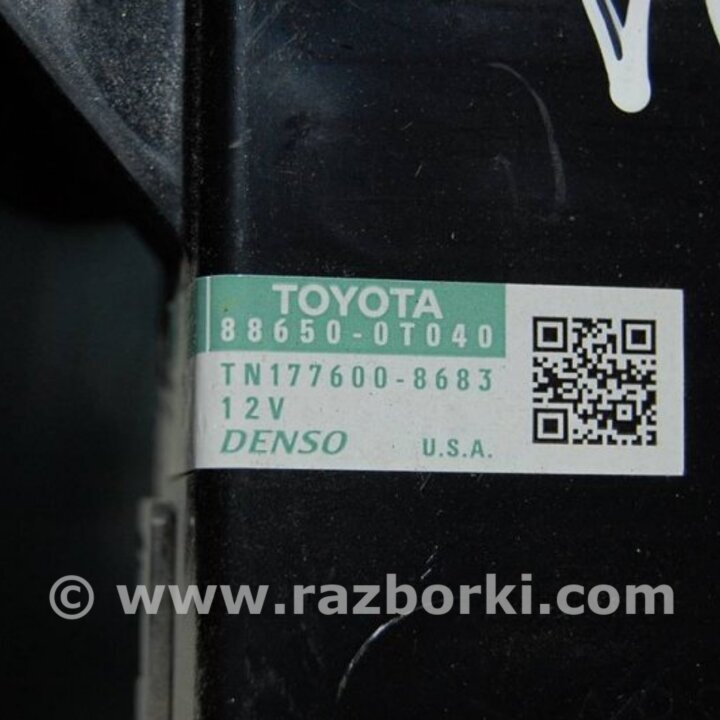 TOYOTA
88650-0T040
TN177600-8683
12V
DENSO U.S.A.
© www.razborki.com